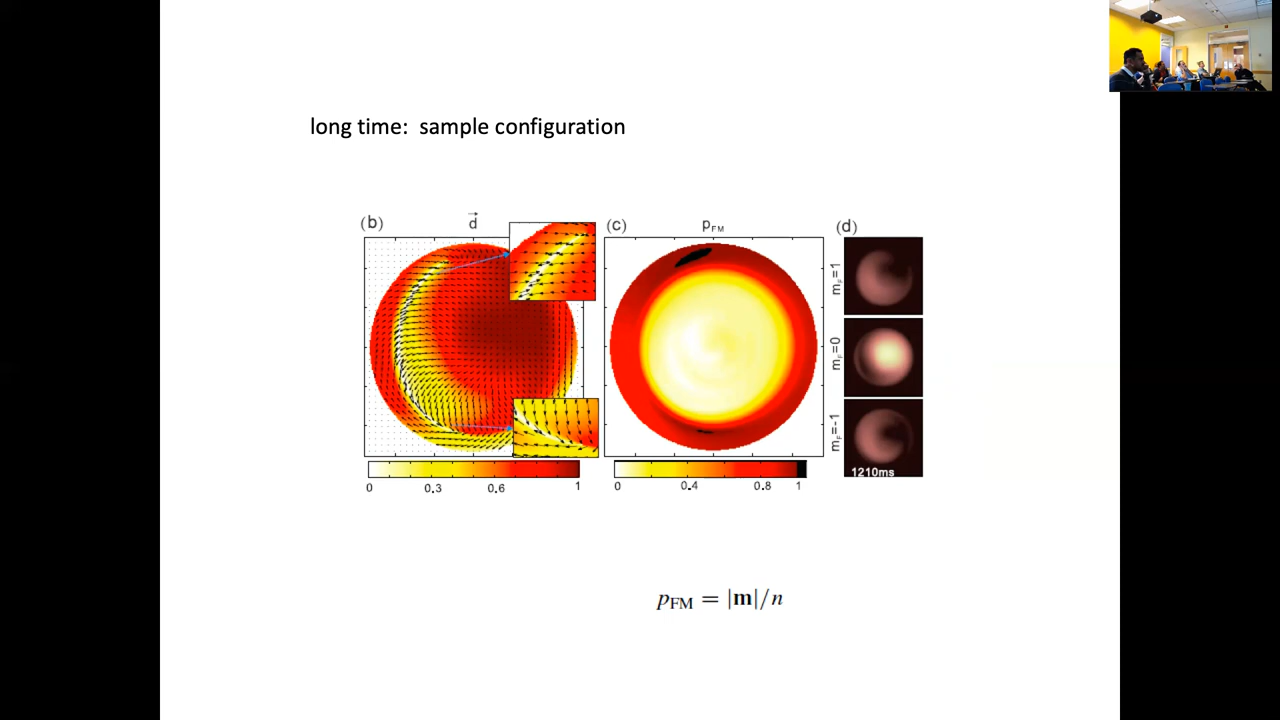 long time: sample configuration
(b)
d⃗
(c)
pFM
(d)
mF=1
mF=0
mF=-1
1210ms
0 0.3 0.6 1
0 0.4 0.8 1
pFM = |m|/n